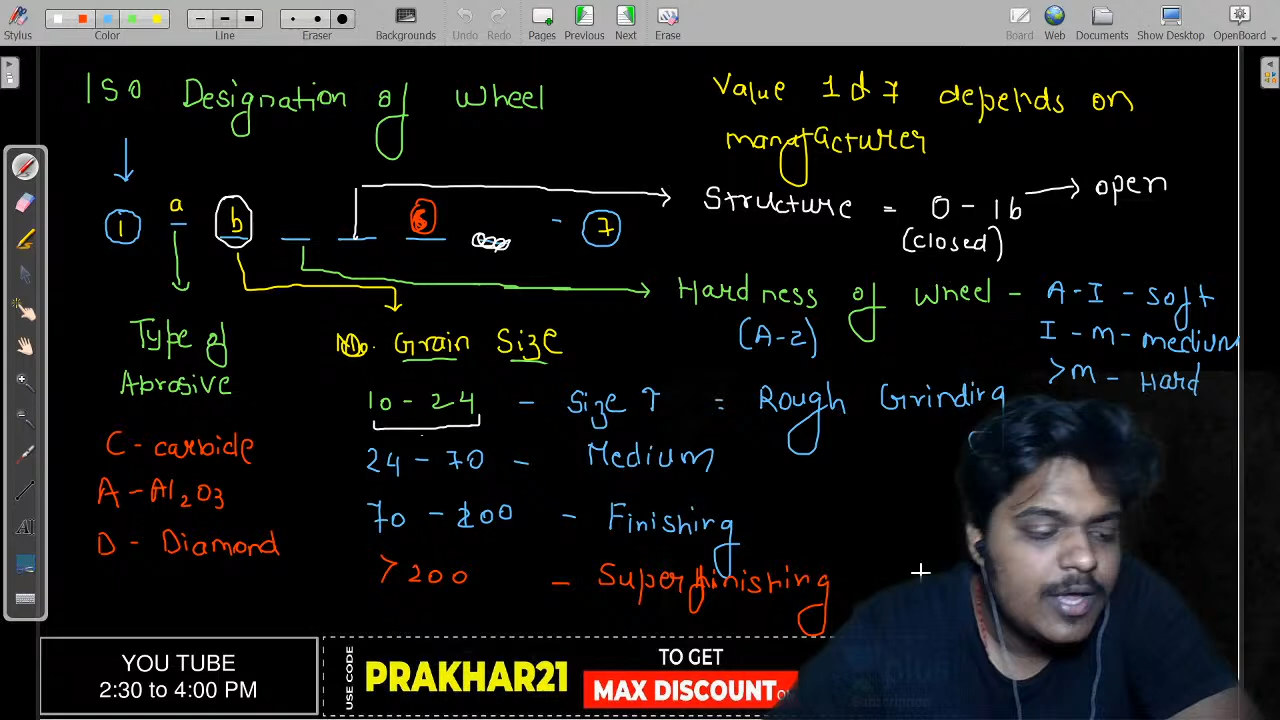 Stylus
Color
Line
Eraser
Backgrounds
Undo
Redo
Pages
Previous
Next
Erase
Board
Web
Documents
Show Desktop
OpenBoard
ISO Designation of wheel
Value 1 d 7 depends on
manufacturer
1 a b 6 - 7
Structure = 0 - 16 → open
(closed)
Hardness of wheel - A - I - soft
(A-Z)
I - M - medium
>M - Hard
Type of
Abrosive
Grain Size
10 - 24 - Size ↑ = Rough Grinding
24 - 70 - Medium
70 - 200 - Finishing
>200 - Superfinishing
C - carbide
A - Al2O3
D - Diamond
YOU TUBE
2:30 to 4:00 PM
USE CODE
PRAKHAR21
TO GET
MAX DISCOUNT